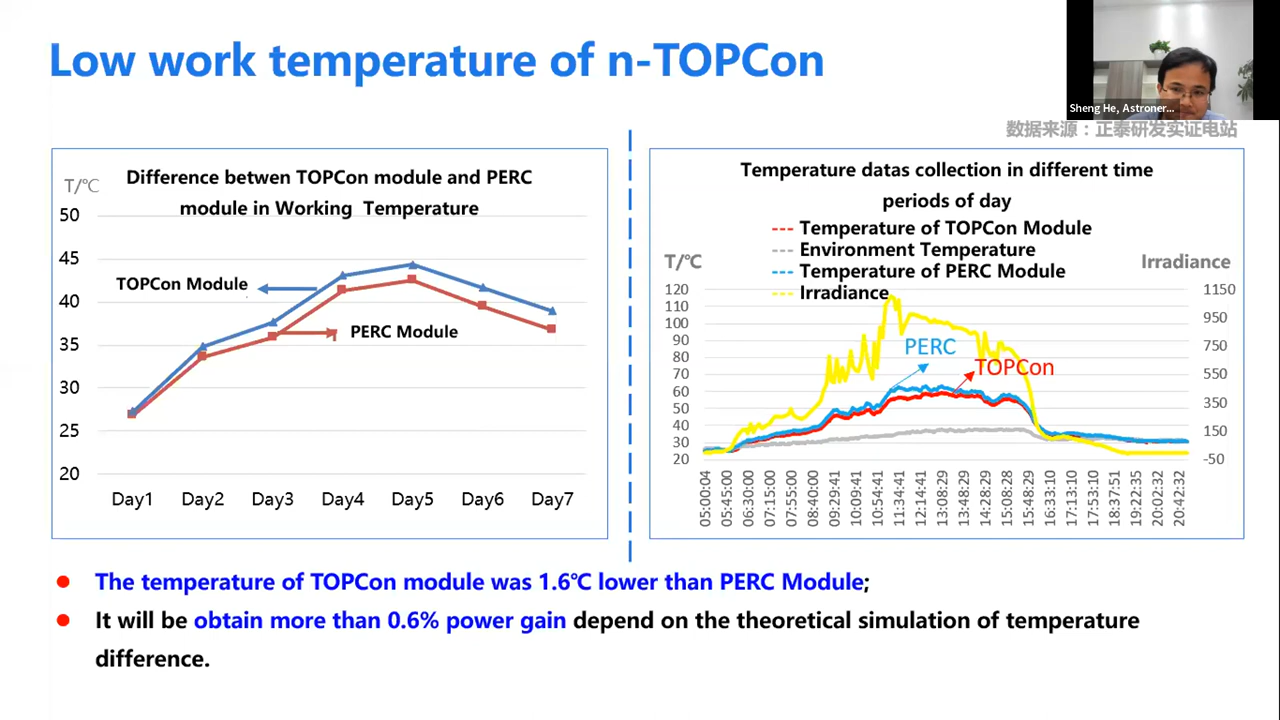 Low work temperature of n-TOPCon
Sheng He, Astroner...
数据来源：正泰研发实证电站
Difference betwen TOPCon module and PERC
module in Working Temperature
T/℃
50
45
40
35
30
25
20
TOPCon Module
PERC Module
Day1 Day2 Day3 Day4 Day5 Day6 Day7
Temperature datas collection in different time
periods of day
Temperature of TOPCon Module
Environment Temperature
Temperature of PERC Module
Irradiance
T/℃
Irradiance
120
110
100
90
80
70
60
50
40
30
20
1150
950
750
550
350
150
-50
PERC
TOPCon
05:00:04 05:45:00 06:30:00 07:15:00 07:55:00 08:40:00 09:29:41 10:09:41 10:54:41 11:34:41 12:14:41 13:08:29 13:48:29 14:28:29 15:08:28 15:48:29 16:33:10 17:13:10 17:53:10 18:37:51 19:22:35 20:02:32 20:42:32
The temperature of TOPCon module was 1.6℃ lower than PERC Module;
It will be obtain more than 0.6% power gain depend on the theoretical simulation of temperature
difference.